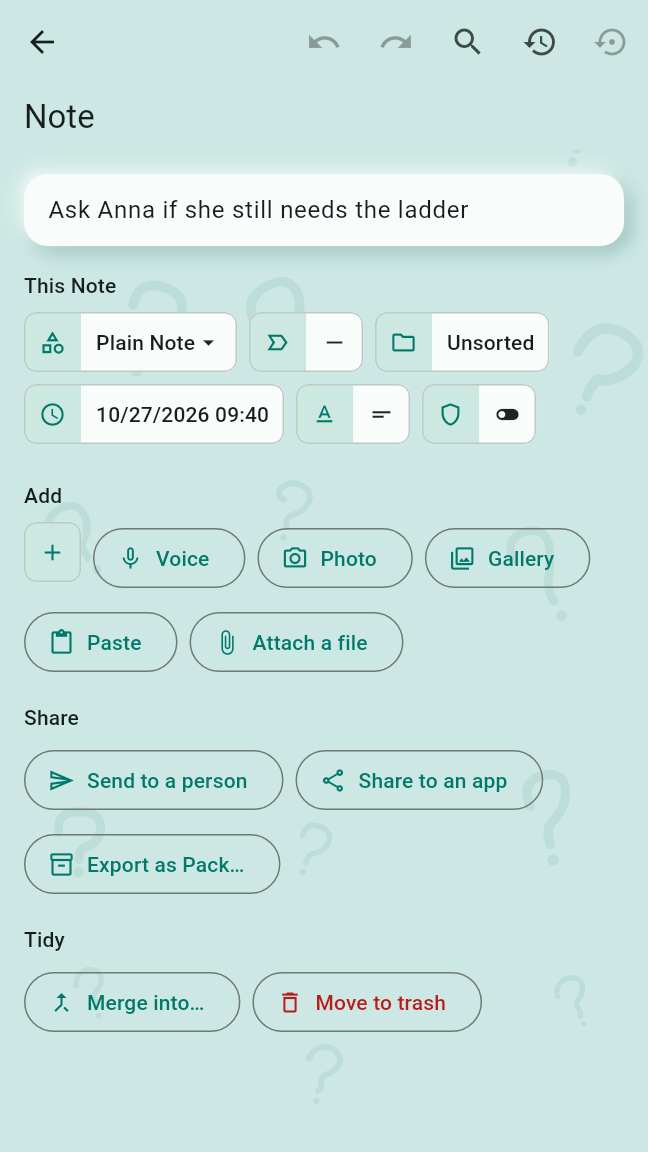 Note
Ask Anna if she still needs the ladder
This Note
Plain Note
Unsorted
10/27/2026 09:40
Add
Voice
Photo
Gallery
Paste
Attach a file
Share
Send to a person
Share to an app
Export as Pack…
Tidy
Merge into…
Move to trash